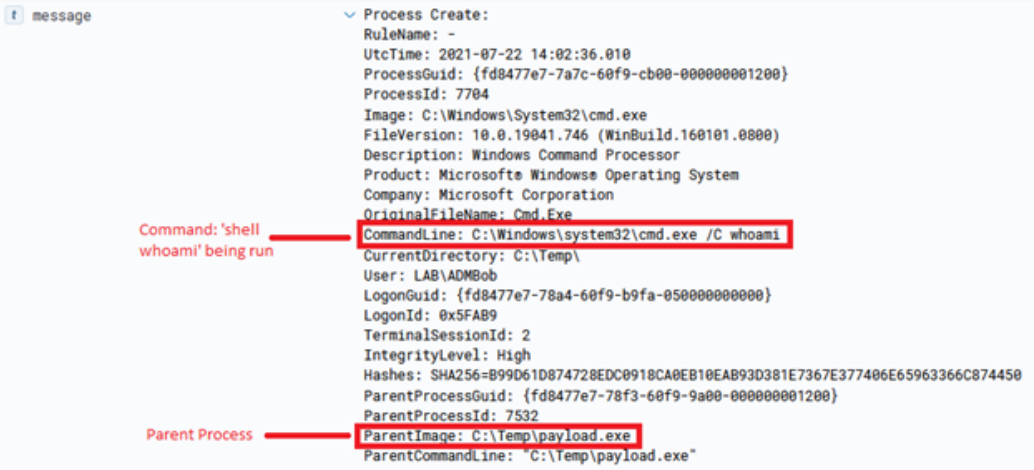 t message
Process Create:
RuleName: -
UtcTime: 2021-07-22 14:02:36.010
ProcessGuid: {fd8477e7-7a7c-60f9-cb00-000000001200}
ProcessId: 7704
Image: C:\Windows\System32\cmd.exe
FileVersion: 10.0.19041.746 (WinBuild.160101.0800)
Description: Windows Command Processor
Product: Microsoft® Windows® Operating System
Company: Microsoft Corporation
OriginalFileName: Cmd.Exe
Command: 'shell
whoami' being run
CommandLine: C:\Windows\system32\cmd.exe /C whoami
CurrentDirectory: C:\Temp\
User: LAB\ADMBob
LogonGuid: {fd8477e7-78a4-60f9-b9fa-050000000000}
LogonId: 0x5FAB9
TerminalSessionId: 2
IntegrityLevel: High
Hashes: SHA256=B99D61D874728EDC0918CA0EB10EAB93D381E7367E377406E65963366C874450
ParentProcessGuid: {fd8477e7-78f3-60f9-9a00-000000001200}
ParentProcessId: 7532
Parent Process
ParentImage: C:\Temp\payload.exe
ParentCommandLine: "C:\Temp\payload.exe"